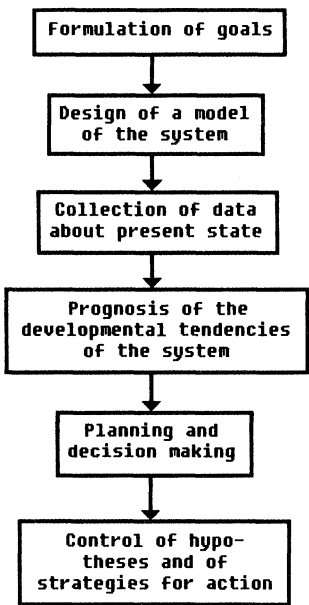 Formulation of goals
Design of a model
of the system
Collection of data
about present state
Prognosis of the
developmental tendencies
of the system
Planning and
decision making
Control of hypo-
theses and of
strategies for action